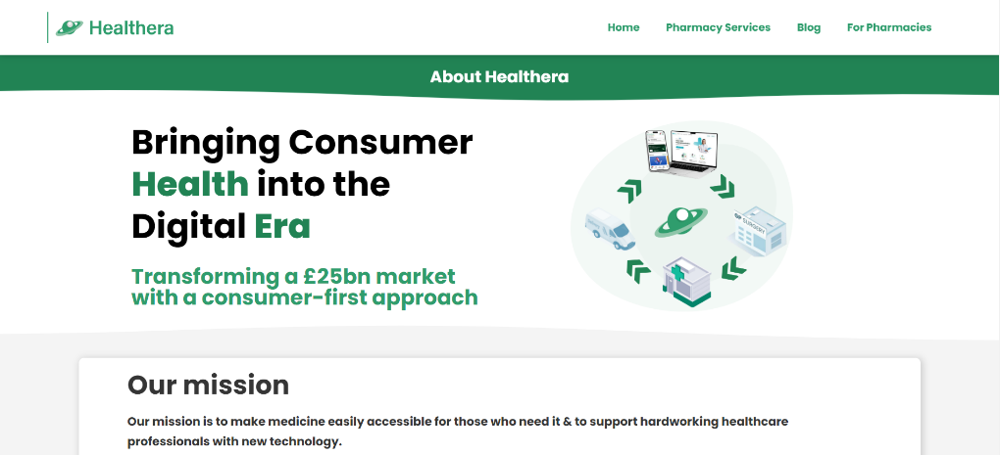 Healthera
Home Pharmacy Services Blog For Pharmacies
About Healthera
Bringing Consumer
Health into the
Digital Era
GP SURGERY
Transforming a £25bn market
with a consumer-first approach
Our mission
Our mission is to make medicine easily accessible for those who need it & to support hardworking healthcare
professionals with new technology.